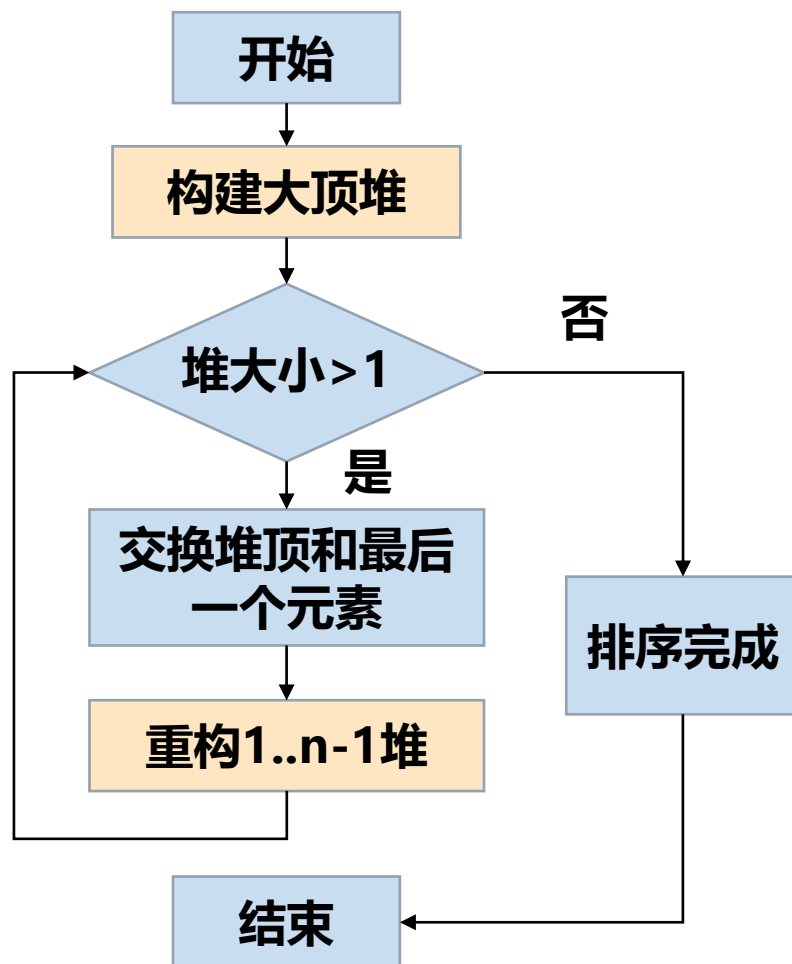 开始
构建大顶堆
否
堆大小>1
是
交换堆顶和最后
一个元素
排序完成
重构1..n-1堆
结束